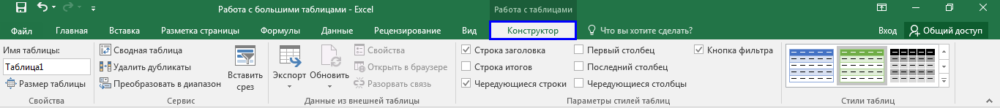 Работа с большими таблицами - Excel
Работа с таблицами
Файл Главная Вставка Разметка страницы Формулы Данные Рецензирование Вид Конструктор Что вы хотите сделать? Вход Общий доступ
Имя таблицы:
Таблица1
Размер таблицы
Свойства
Сводная таблица
Удалить дубликаты
Преобразовать в диапазон
Вставить
срез
Сервис
Экспорт
Обновить
Свойства
Открыть в браузере
Разорвать связь
Данные из внешней таблицы
Строка заголовка
Строка итогов
Чередующиеся строки
Первый столбец
Последний столбец
Чередующиеся столбцы
Кнопка фильтра
Параметры стилей таблиц
Стили таблиц